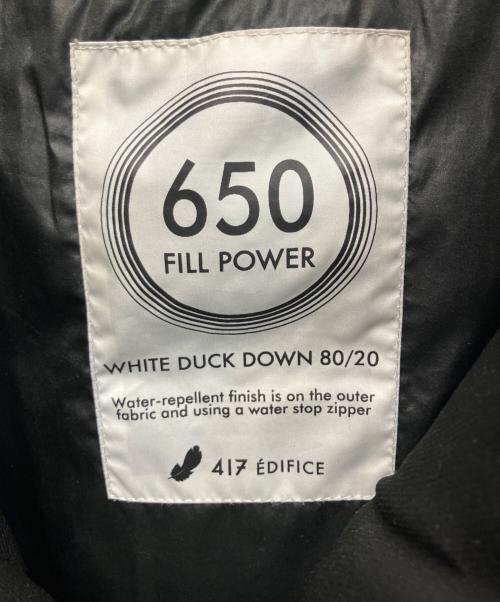 650
FILL POWER
WHITE DUCK DOWN 80/20
Water-repellent finish is on the outer
fabric and using a water stop zipper
417 ÉDIFICE